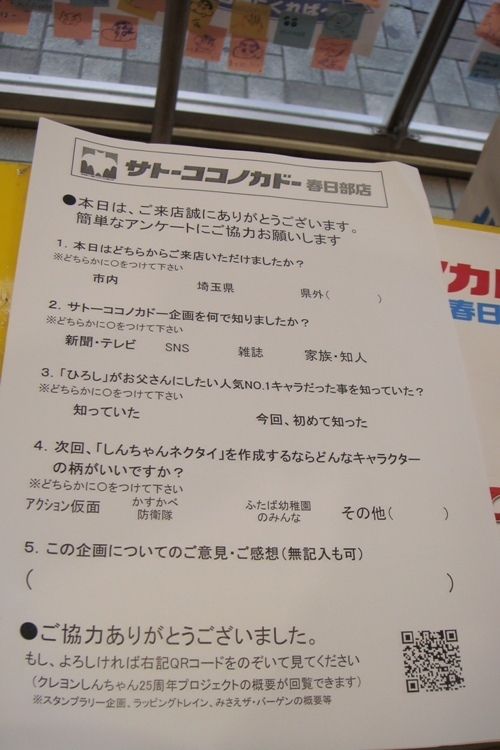 サトーココノカドー 春日部店
●本日は、ご来店誠にありがとうございます。
簡単なアンケートにご協力お願いします
1. 本日はどちらからご来店いただけましたか？
※どちらかに○をつけて下さい
市内 埼玉県 県外( )
2. サトーココノカドー企画を何で知りましたか？
※どちらかに○をつけて下さい
新聞・テレビ SNS 雑誌 家族・知人
3. 「ひろし」がお父さんにしたい人気NO.1キャラだった事を知っていた？
※どちらかに○をつけて下さい
知っていた 今回、初めて知った
4. 次回、「しんちゃんネクタイ」を作成するならどんなキャラクター
の柄がいいですか？
※どちらかに○をつけて下さい
アクション仮面 かすかべ防衛隊 ふたば幼稚園のみんな その他( )
5. この企画についてのご意見・ご感想(無記入も可)
( )
●ご協力ありがとうございました。
もし、よろしければ右記QRコードをのぞいて見てください
(クレヨンしんちゃん25周年プロジェクトの概要が回覧できます)
※スタンプラリー企画、ラッピングトレイン、みさえザ・バーゲンの概要等
カド
春日